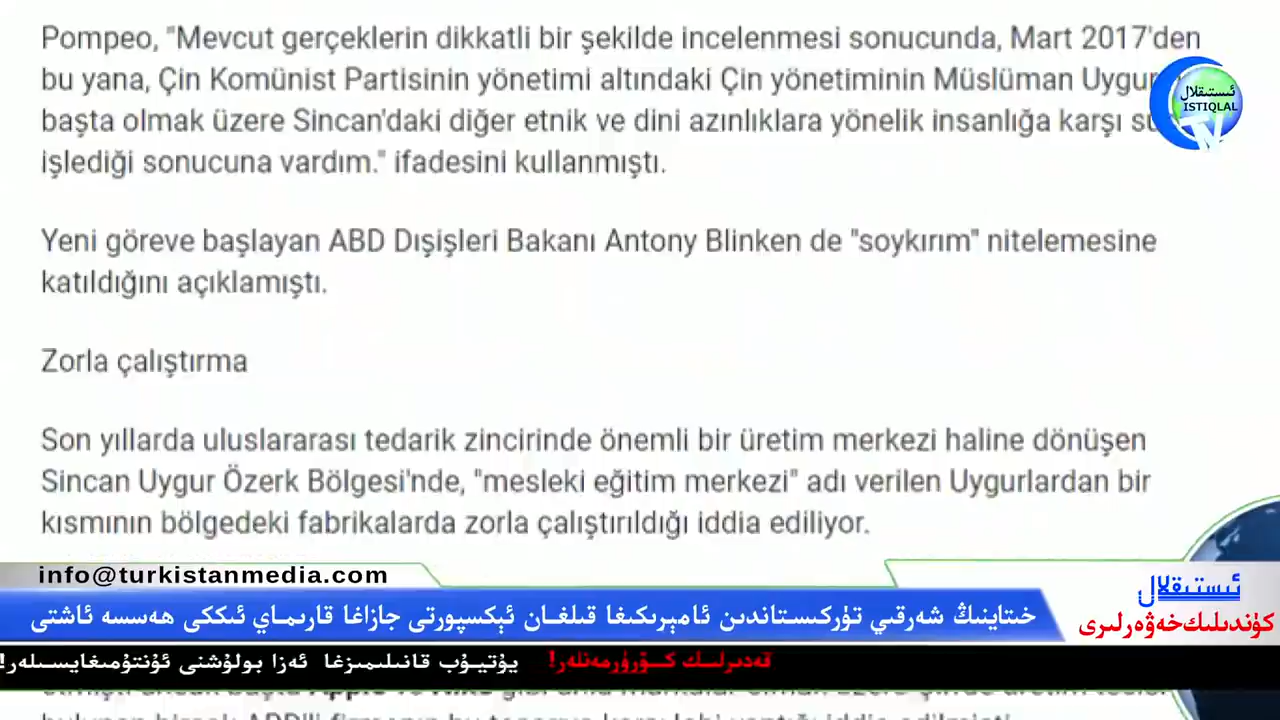 Pompeo, "Mevcut gerçeklerin dikkatli bir şekilde incelenmesi sonucunda, Mart 2017'den
bu yana, Çin Komünist Partisinin yönetimi altındaki Çin yönetiminin Müslüman
başta olmak üzere Sincan'daki diğer etnik ve dini azınlıklara yönelik insanlığa karşı
işlediği sonucuna vardım." ifadesini kullanmıştı.
ئىستىقلال
ISTIQLAL
TV
Yeni göreve başlayan ABD Dışişleri Bakanı Antony Blinken de "soykırım" nitelemesine
katıldığını açıklamıştı.
Zorla çalıştırma
Son yıllarda uluslararası tedarik zincirinde önemli bir üretim merkezi haline dönüşen
Sincan Uygur Özerk Bölgesi'nde, "mesleki eğitim merkezi" adı verilen Uygurlardan bir
kısmının bölgedeki fabrikalarda zorla çalıştırıldığı iddia ediliyor.
info@turkistanmedia.com
ئىستىقلال
كۈندىلىك خەۋەرلىرى
خىتاينىڭ شەرقىي تۈركىستاندىن ئامېرىكىغا قىلغان ئېكسپورتى جازاغا قارىماي ئىككى ھەسسە ئاشتى
قەدىرلىك كۆرۈرمەنلەر! يۇتيۇب قانىلىمىزغا ئەزا بولۇشنى ئۇنتۇمىغايسىلەر!